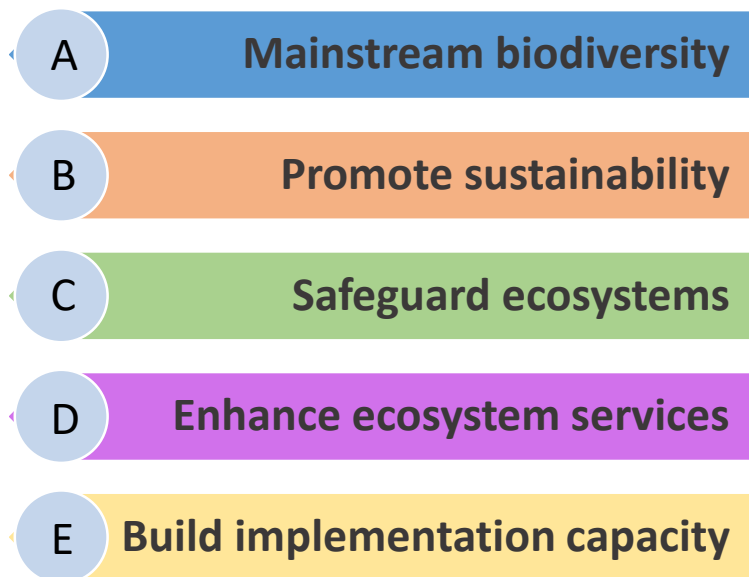 A Mainstream biodiversity
B Promote sustainability
C Safeguard ecosystems
D Enhance ecosystem services
E Build implementation capacity